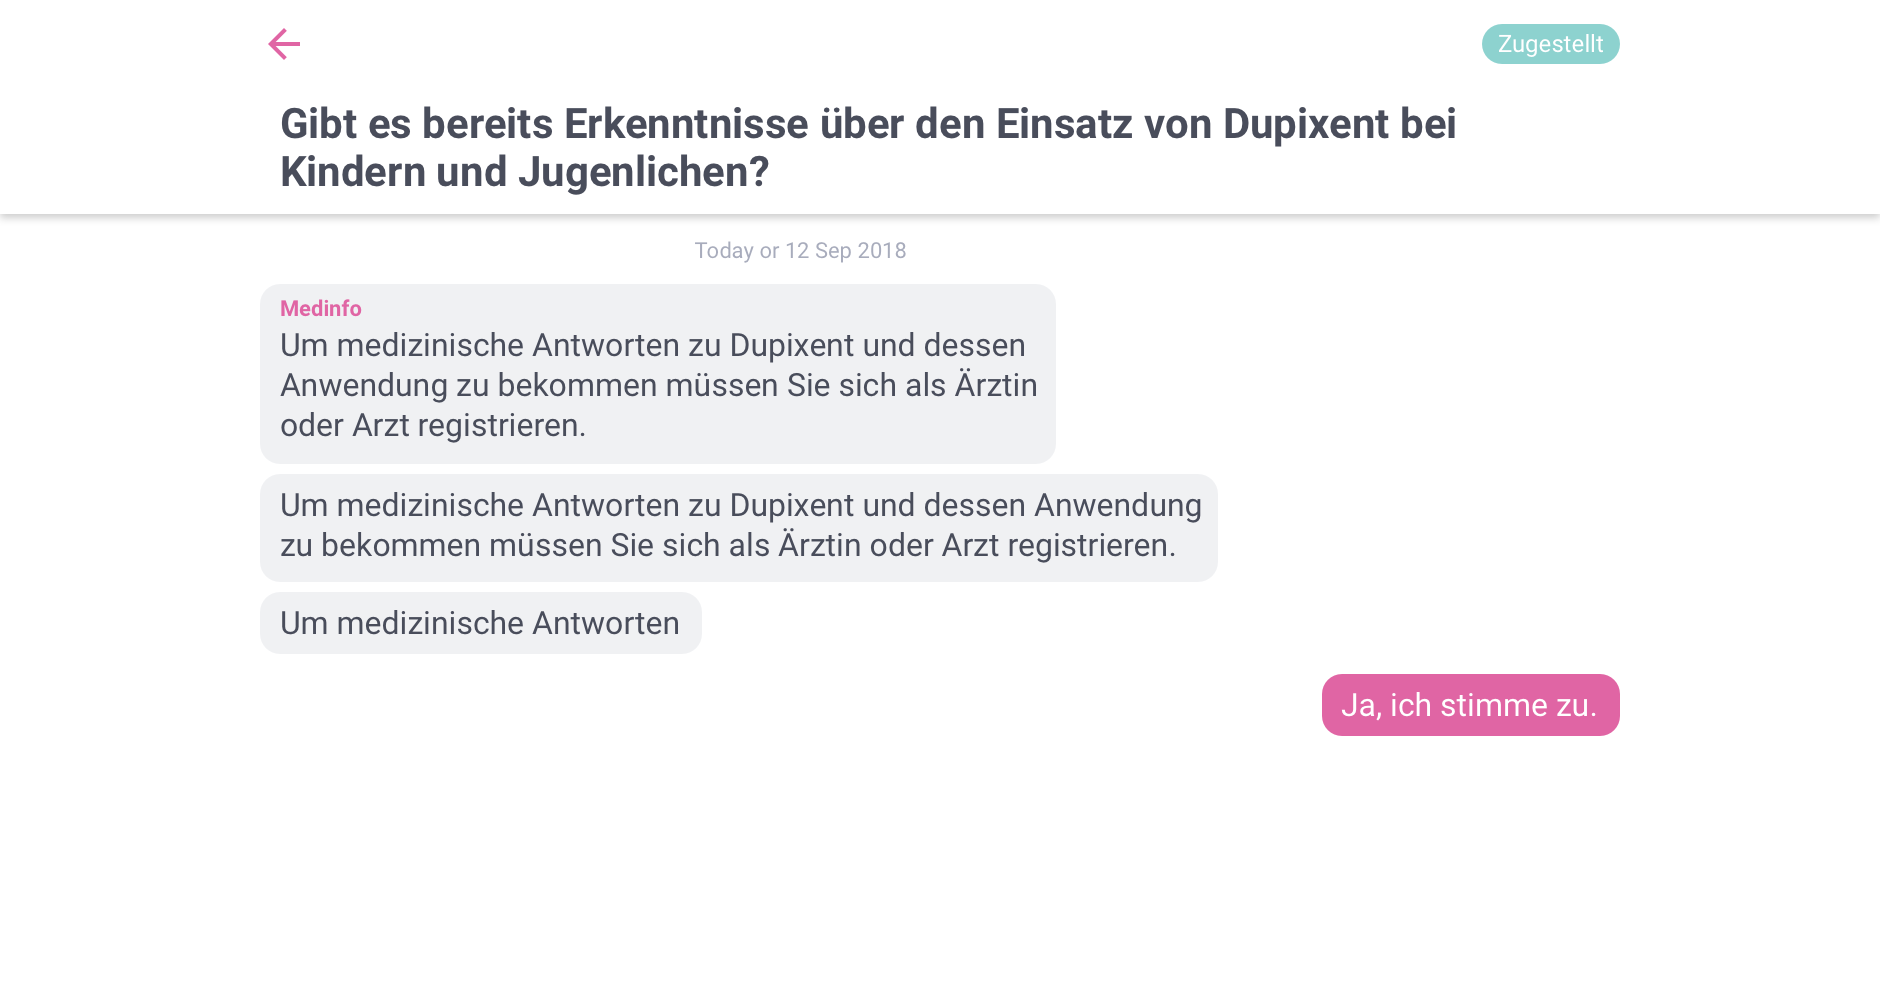 Zugestellt
Gibt es bereits Erkenntnisse über den Einsatz von Dupixent bei
Kindern und Jugenlichen?
Today or 12 Sep 2018
Medinfo
Um medizinische Antworten zu Dupixent und dessen
Anwendung zu bekommen müssen Sie sich als Ärztin
oder Arzt registrieren.
Um medizinische Antworten zu Dupixent und dessen Anwendung
zu bekommen müssen Sie sich als Ärztin oder Arzt registrieren.
Um medizinische Antworten
Ja, ich stimme zu.